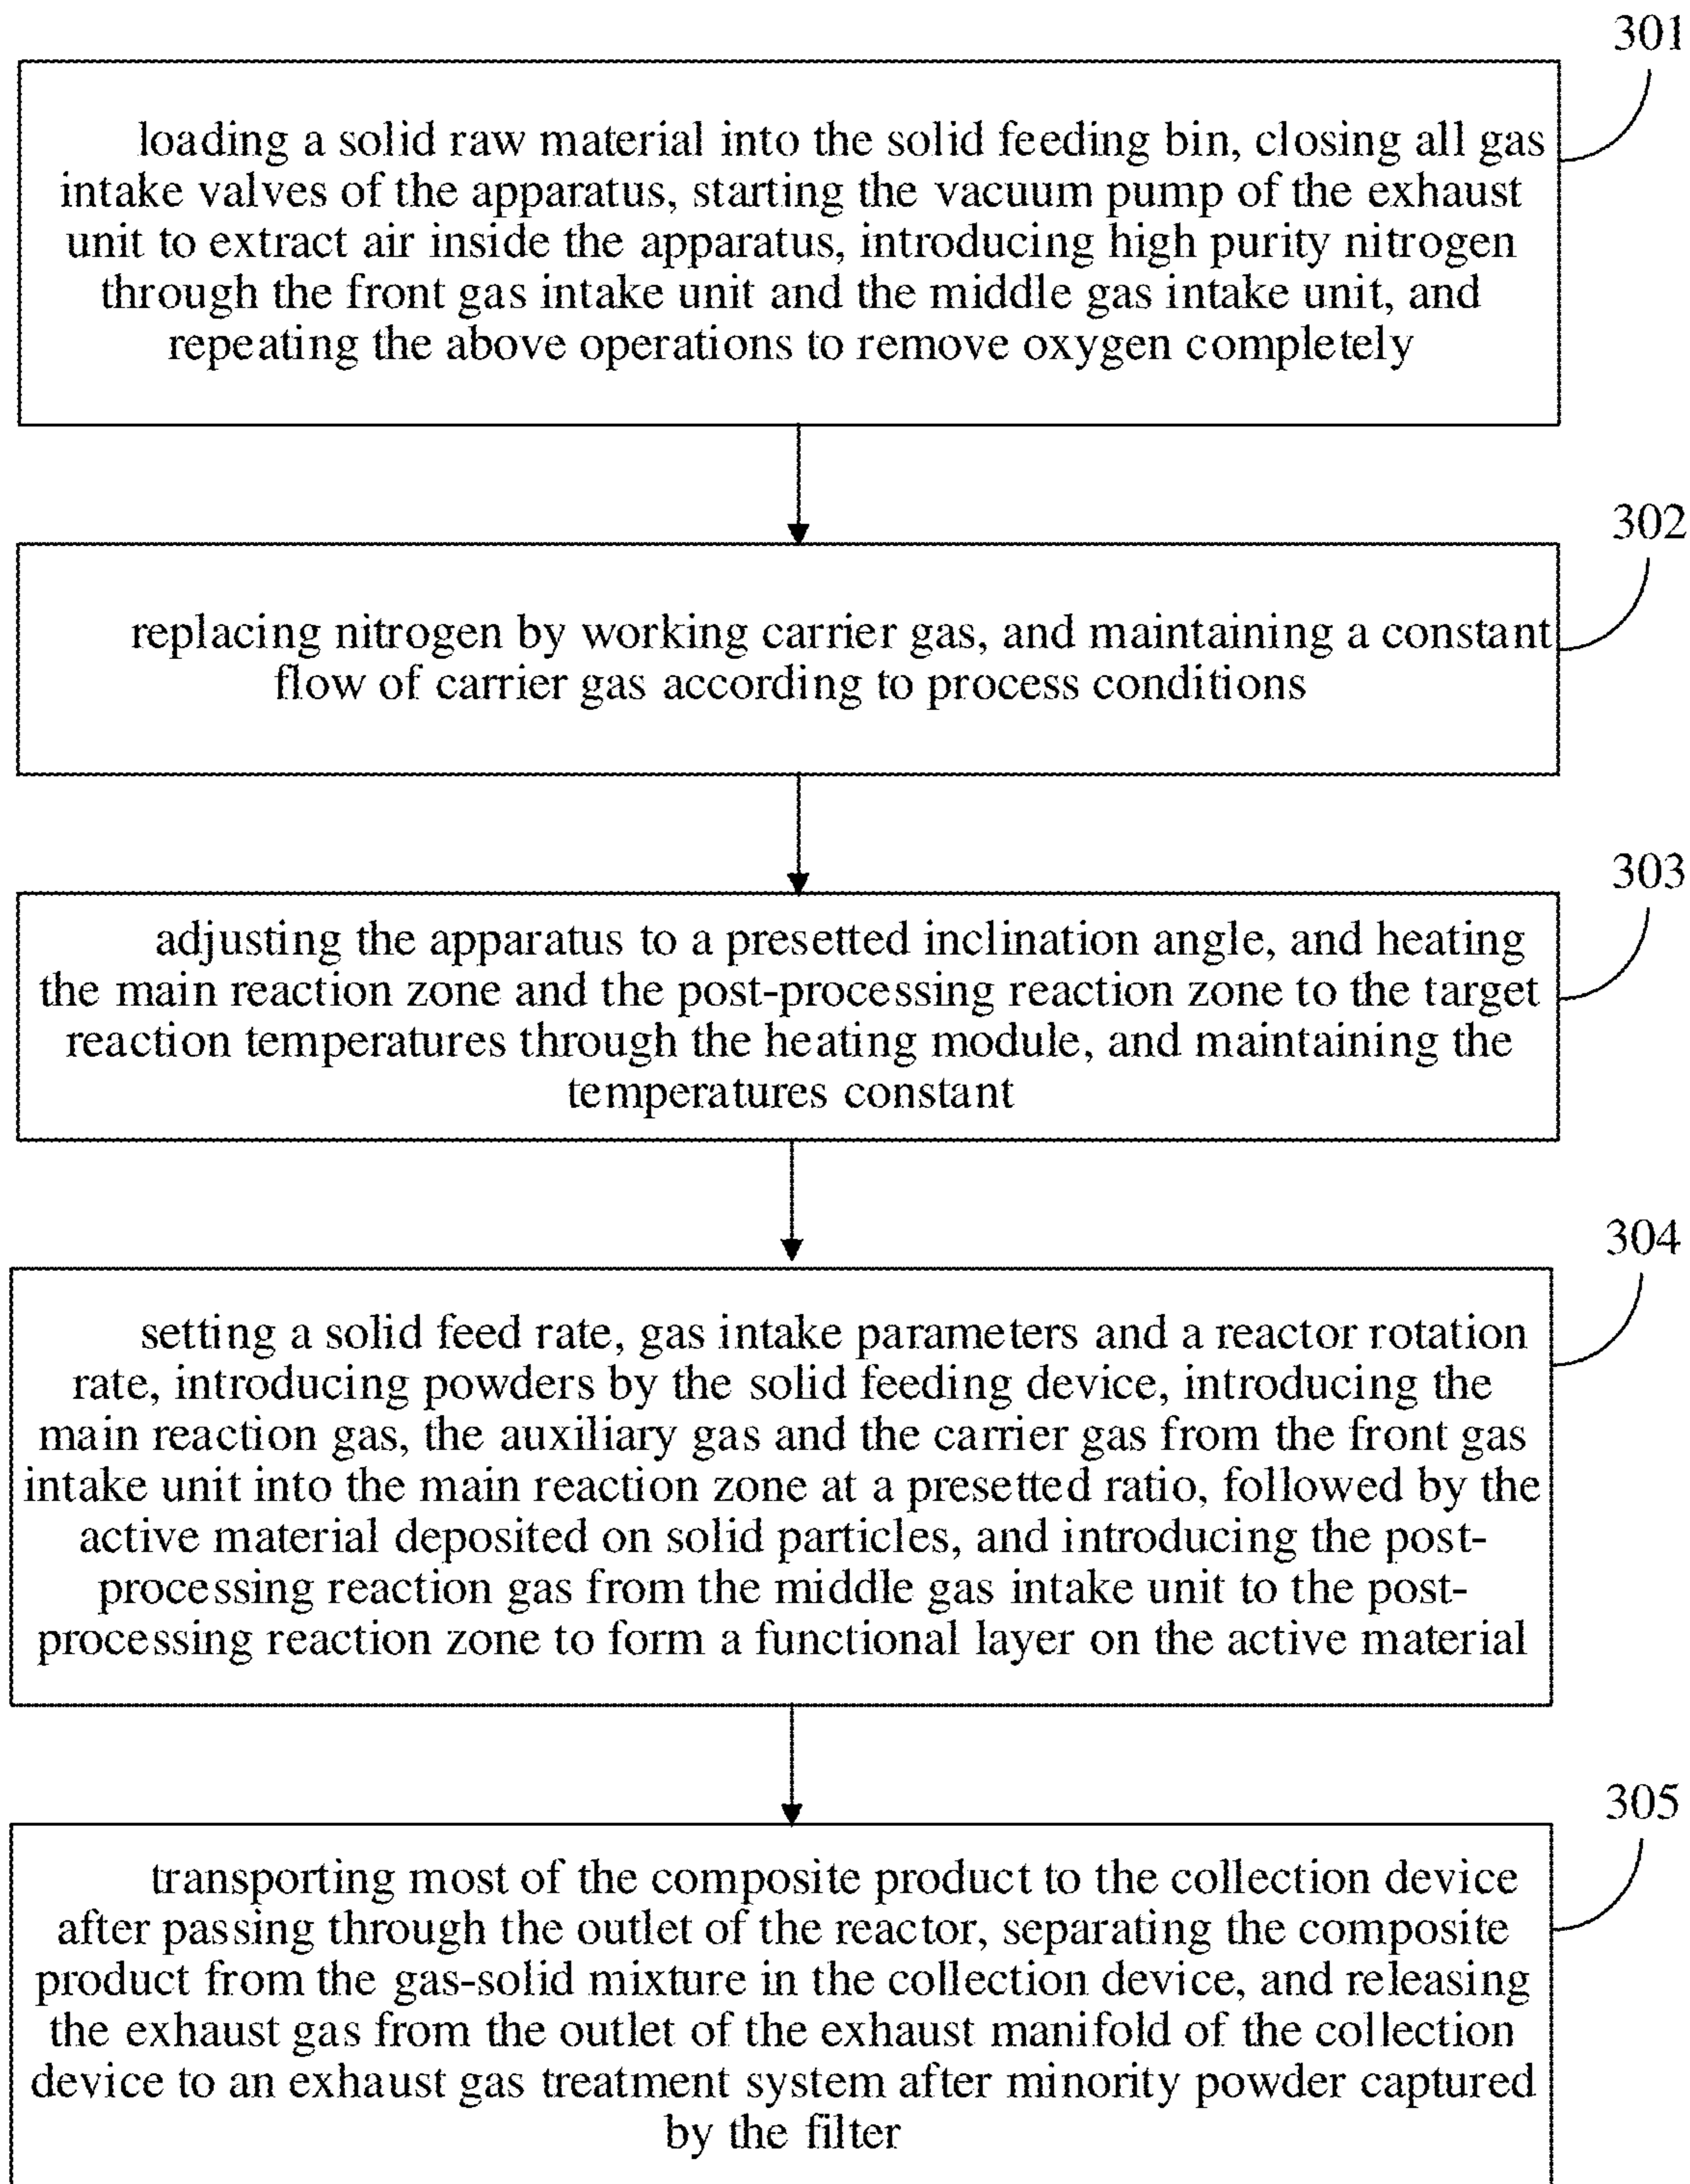 301
loading a solid raw material into the solid feeding bin, closing all gas
intake valves of the apparatus, starting the vacuum pump of the exhaust
unit to extract air inside the apparatus, introducing high purity nitrogen
through the front gas intake unit and the middle gas intake unit, and
repeating the above operations to remove oxygen completely
302
replacing nitrogen by working carrier gas, and maintaining a constant
flow of carrier gas according to process conditions
303
adjusting the apparatus to a presetted inclination angle, and heating
the main reaction zone and the post-processing reaction zone to the target
reaction temperatures through the heating module, and maintaining the
temperatures constant
304
setting a solid feed rate, gas intake parameters and a reactor rotation
rate, introducing powders by the solid feeding device, introducing the
main reaction gas, the auxiliary gas and the carrier gas from the front gas
intake unit into the main reaction zone at a presetted ratio, followed by the
active material deposited on solid particles, and introducing the post-
processing reaction gas from the middle gas intake unit to the post-
processing reaction zone to form a functional layer on the active material
305
transporting most of the composite product to the collection device
after passing through the outlet of the reactor, separating the composite
product from the gas-solid mixture in the collection device, and releasing
the exhaust gas from the outlet of the exhaust manifold of the collection
device to an exhaust gas treatment system after minority powder captured
by the filter